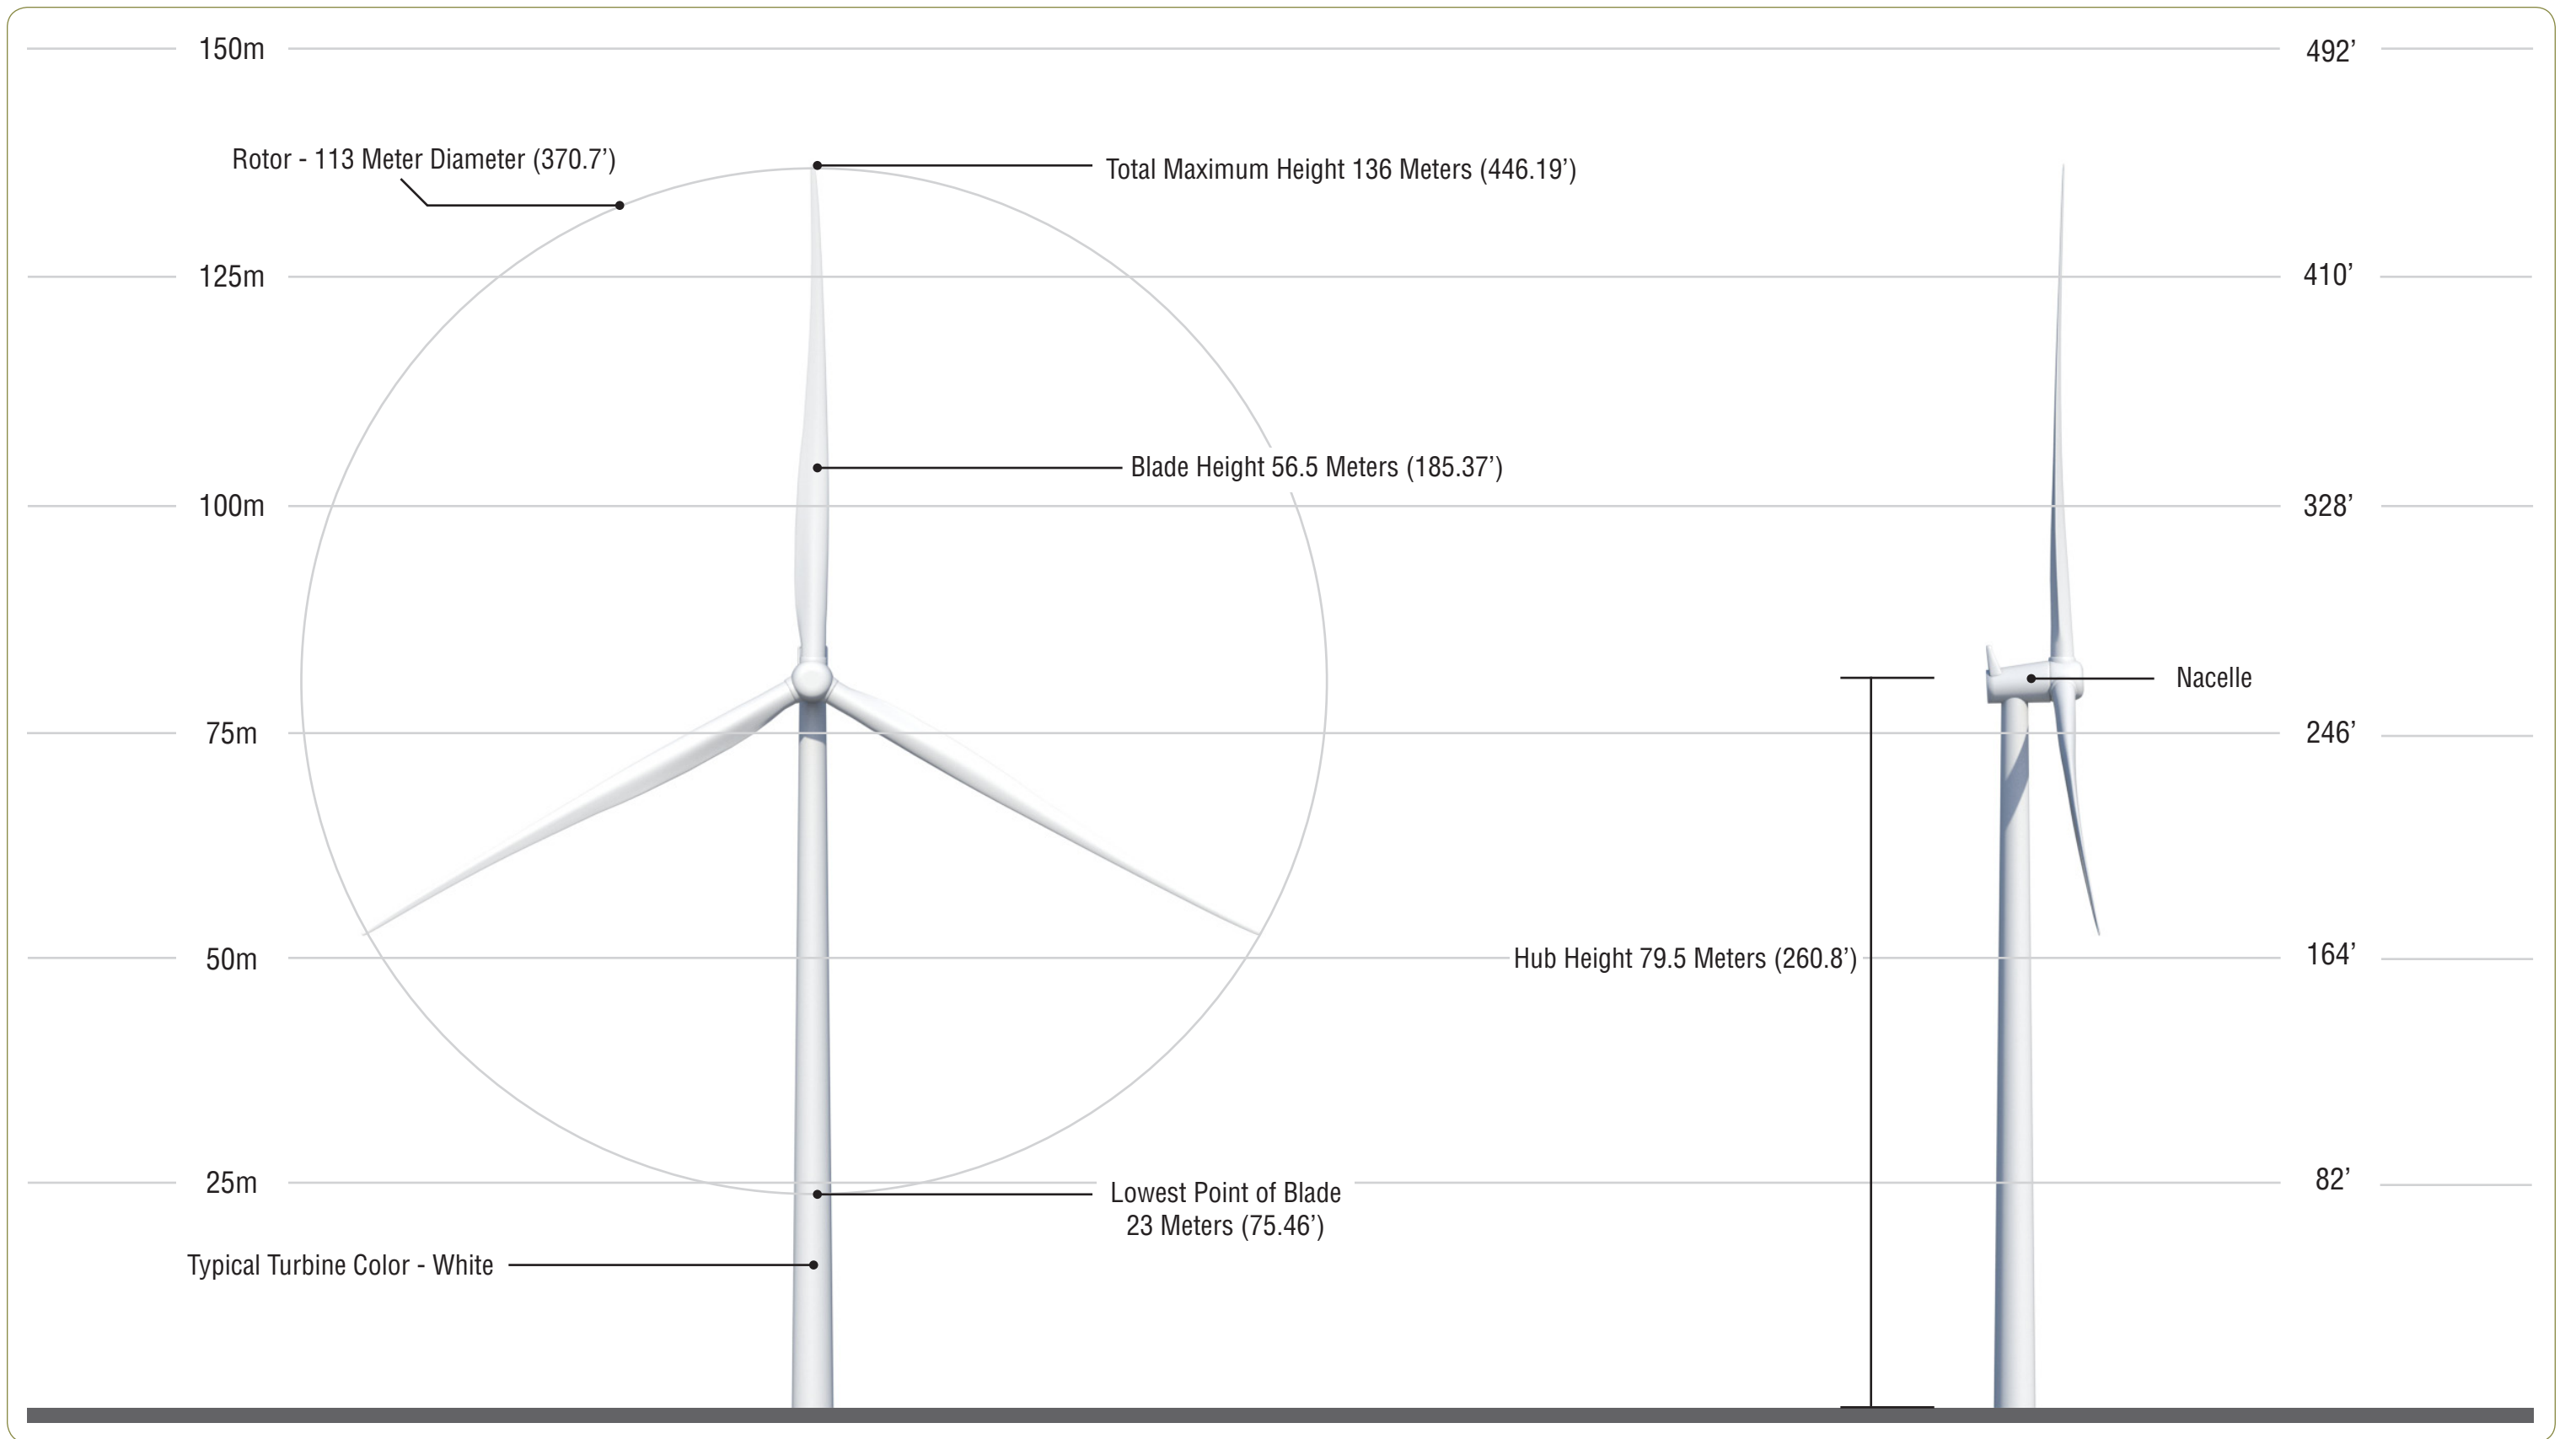 150m
492’
Rotor - 113 Meter Diameter (370.7’)
Total Maximum Height 136 Meters (446.19’)
125m
410’
Blade Height 56.5 Meters (185.37’)
100m
328’
Nacelle
75m
246’
50m
Hub Height 79.5 Meters (260.8’)
164’
25m
82’
Lowest Point of Blade
23 Meters (75.46’)
Typical Turbine Color - White